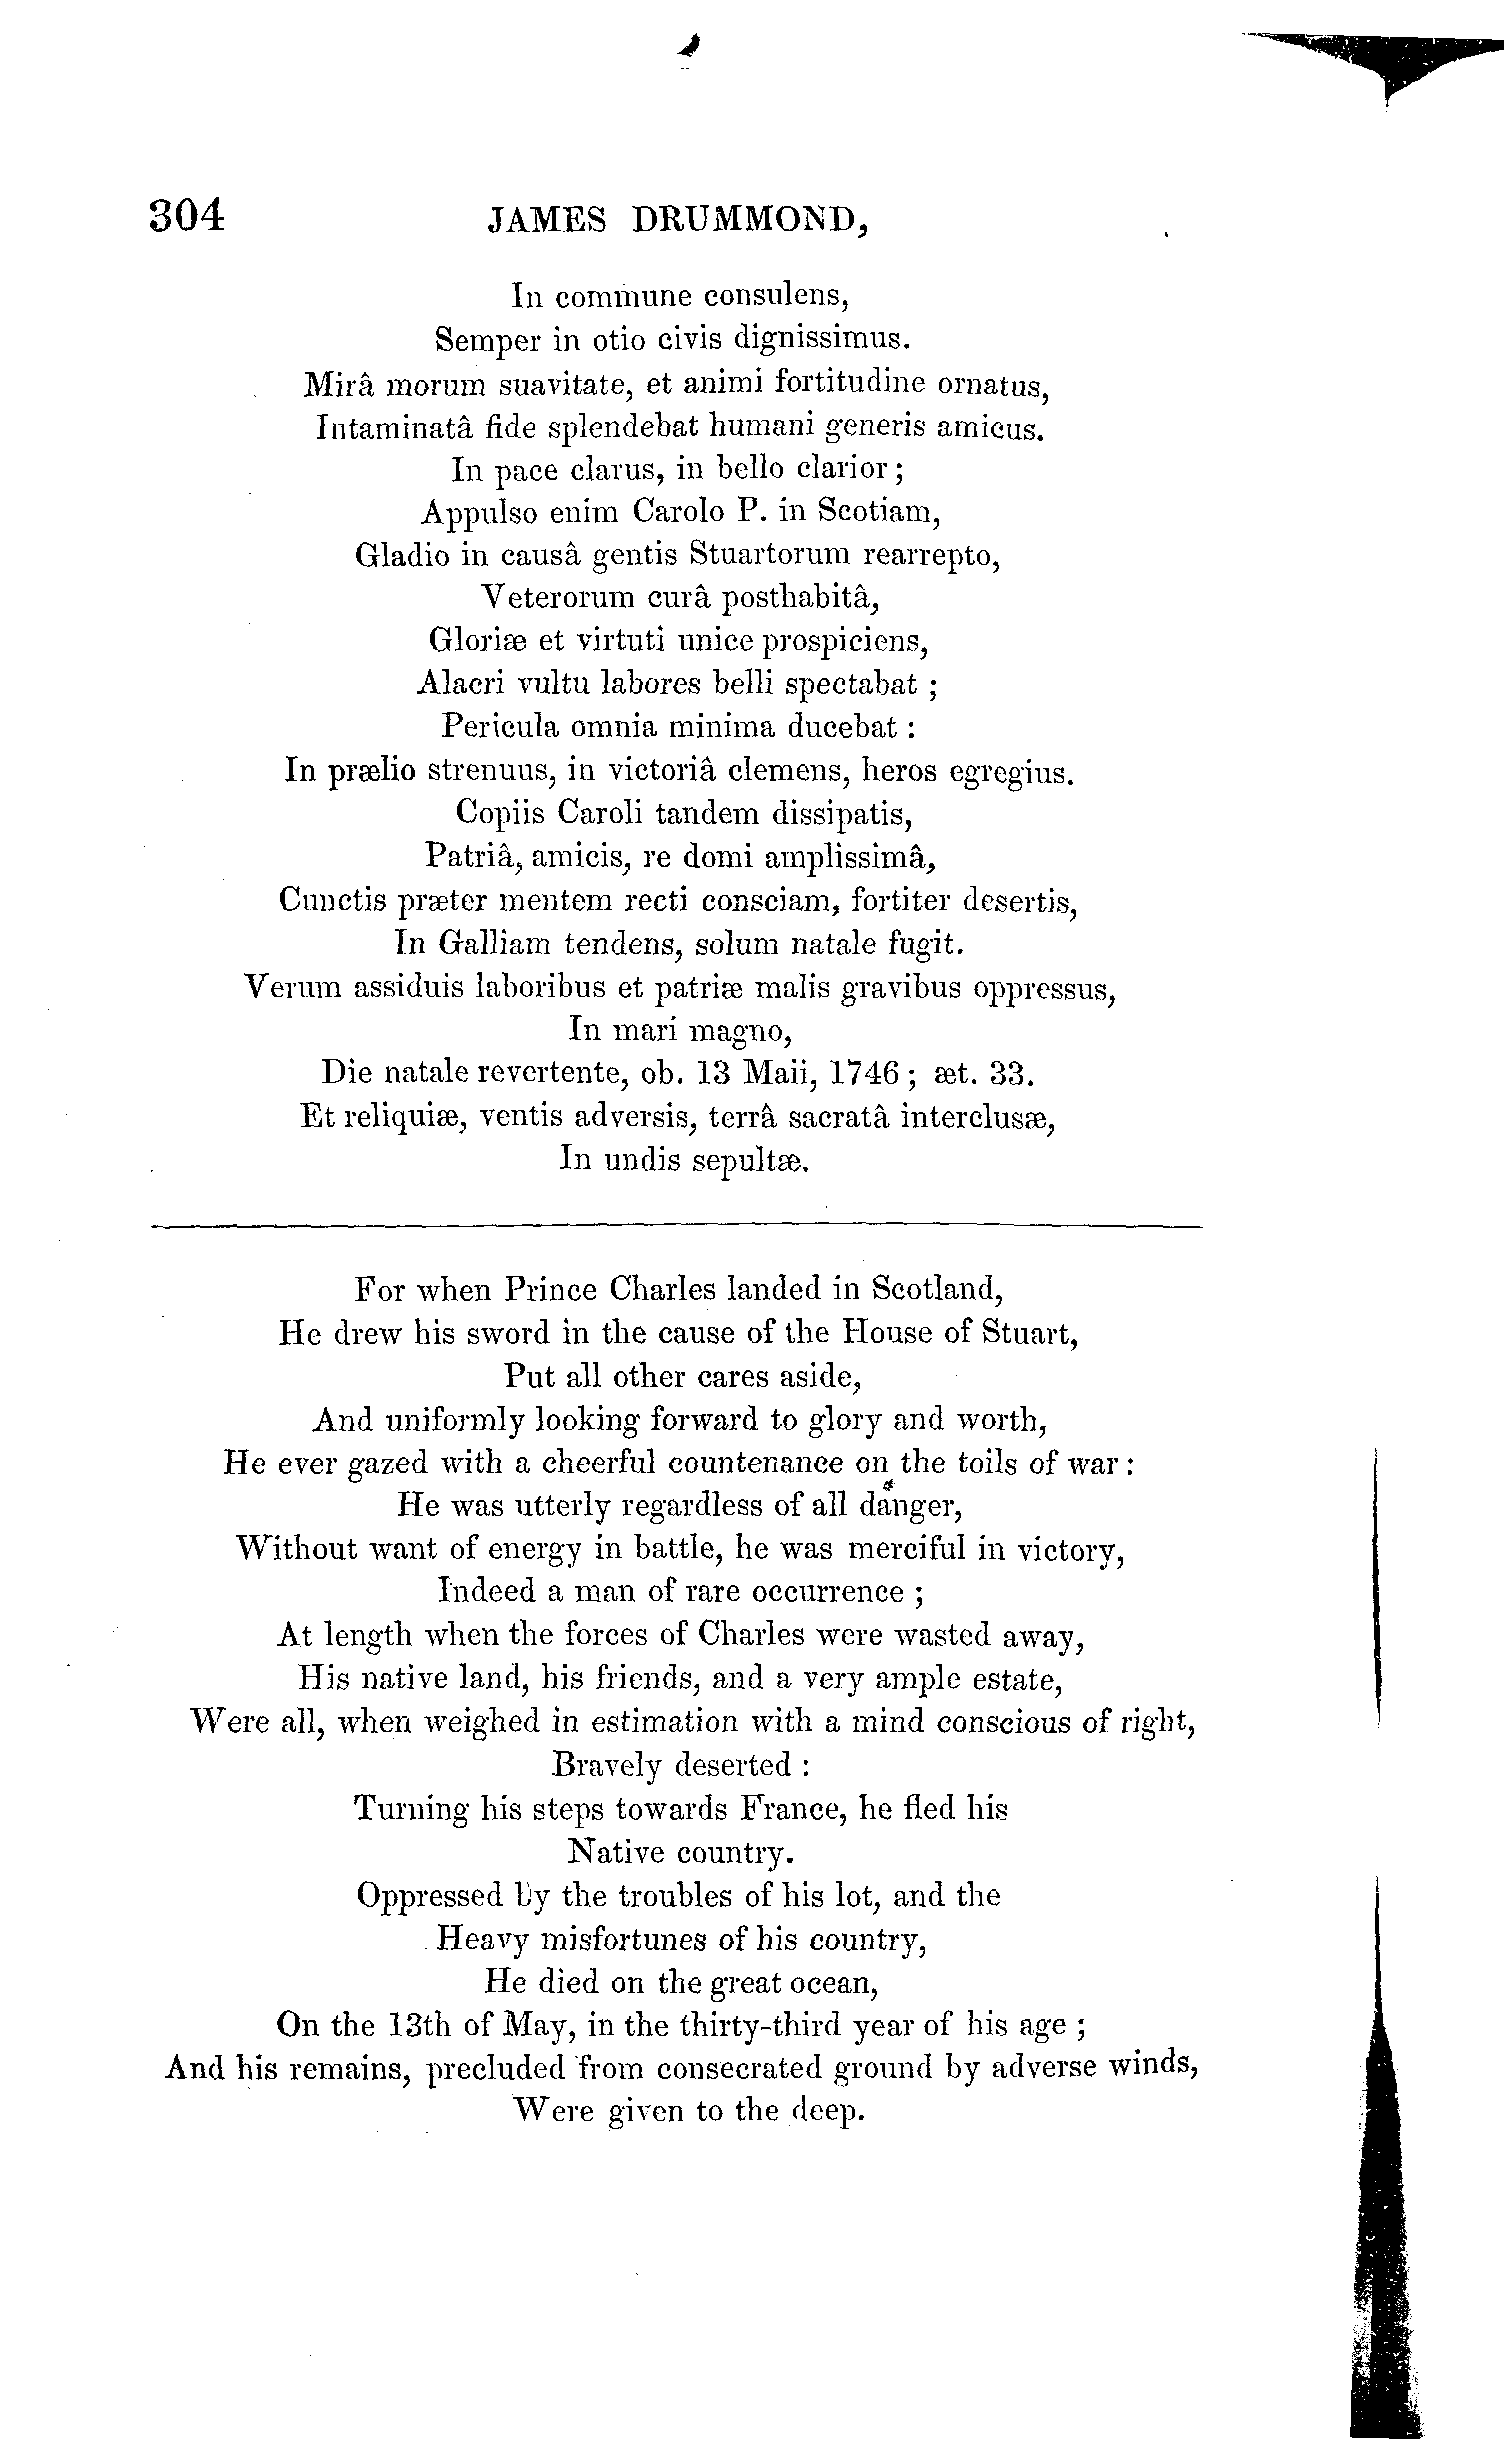 304 JAMES DRUMMOND,
In commune consulens,
Semper in otio civis dignissimus.
Mirâ morum suavitate, et animi fortitudine ornatus,
Intaminatâ fide splendebat humani generis amicus.
In pace clarus, in bello clarior;
Appulso enim Carolo P. in Scotiam,
Gladio in causâ gentis Stuartorum rearrepto,
Veterorum curâ posthabitâ,
Gloriæ et virtuti unice prospiciens,
Alacri vultu labores belli spectabat;
Pericula omnia minima ducebat:
In prælio strenuus, in victoriâ clemens, heros egregius.
Copiis Caroli tandem dissipatis,
Patriâ, amicis, re domi amplissimâ,
Cunctis præter mentem recti consciam, fortiter desertis,
In Galliam tendens, solum natale fugit.
Verum assiduis laboribus et patriæ malis gravibus oppressus,
In mari magno,
Die natale revertente, ob. 13 Maii, 1746; æt. 33.
Et reliquiæ, ventis adversis, terrâ sacratâ interclusæ,
In undis sepultæ.
For when Prince Charles landed in Scotland,
He drew his sword in the cause of the House of Stuart,
Put all other cares aside,
And uniformly looking forward to glory and worth,
He ever gazed with a cheerful countenance on the toils of war:
He was utterly regardless of all danger,
Without want of energy in battle, he was merciful in victory,
Indeed a man of rare occurrence;
At length when the forces of Charles were wasted away,
His native land, his friends, and a very ample estate,
Were all, when weighed in estimation with a mind conscious of right,
Bravely deserted:
Turning his steps towards France, he fled his
Native country.
Oppressed by the troubles of his lot, and the
Heavy misfortunes of his country,
He died on the great ocean,
On the 13th of May, in the thirty-third year of his age;
And his remains, precluded from consecrated ground by adverse winds,
Were given to the deep.